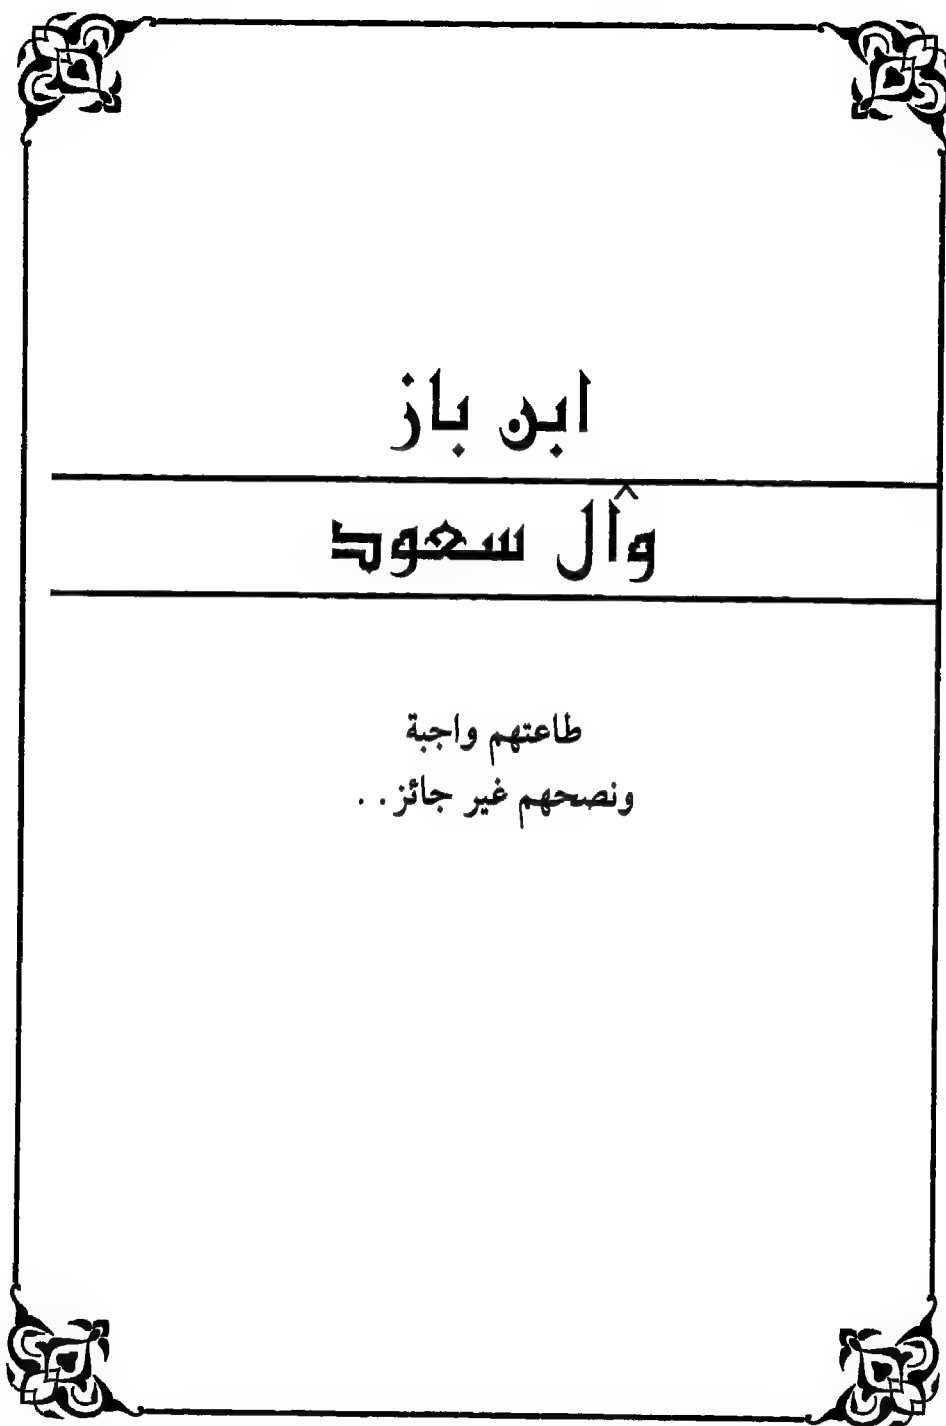 ابن باز
وآل سعود
طاعتهم واجبة
ونصحهم غير جائز . .